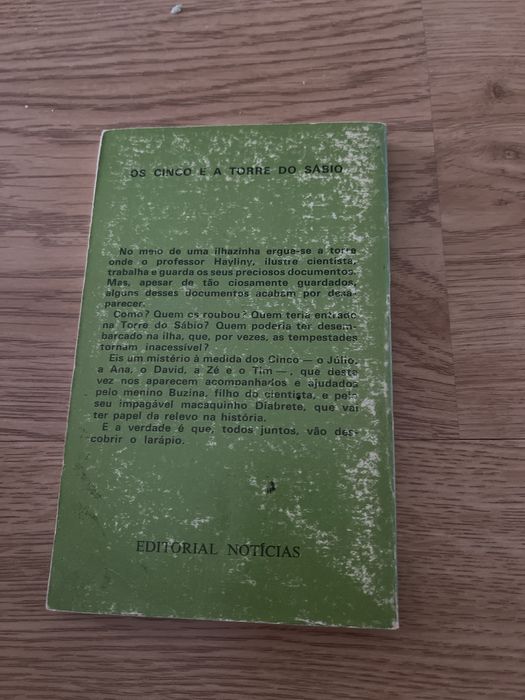 OS CINCO E A TORRE DO SÁBIO
No meio de uma ilhazinha ergue-se a torre
onde o professor Hayliny, ilustre cientista,
trabalha e guarda os seus preciosos documentos.
Mas, apesar de tão ciosamente guardados,
alguns desses documentos acabam por desa-
parecer.
Como? Quem os roubou? Quem teria entrado
na Torre do Sábio? Quem poderia ter desem-
barcado na ilha, que, por vezes, as tempestades
tornam inacessível?
Eis um mistério à medida dos Cinco — o Júlio,
a Ana, o David, a Zé e o Tim —, que desta
vez nos aparecem acompanhados e ajudados
pelo menino Buzina, filho do cientista, e pelo
seu impagável macaquinho Diabrete, que vai
ter papel da relevo na história.
E a verdade é que, todos juntos, vão des-
cobrir o larápio.
EDITORIAL NOTÍCIAS